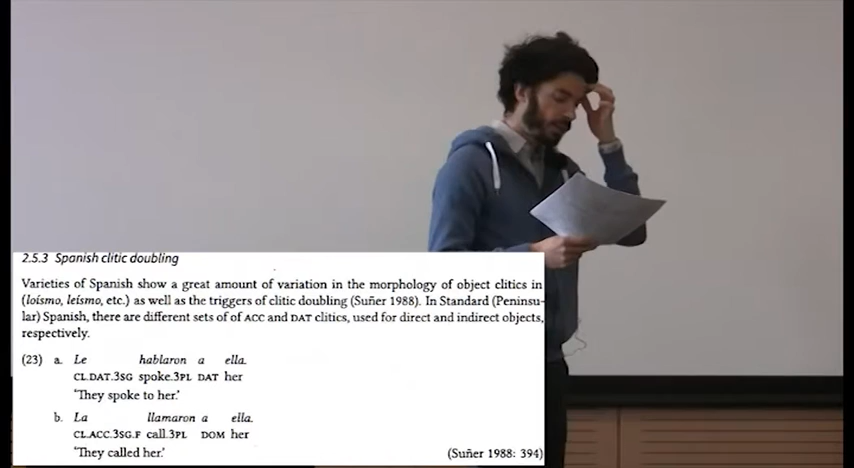 2.5.3 Spanish clitic doubling
Varieties of Spanish show a great amount of variation in the morphology of object clitics in
(loísmo, leísmo, etc.) as well as the triggers of clitic doubling (Suñer 1988). In Standard (Peninsu-
lar) Spanish, there are different sets of of ACC and DAT clitics, used for direct and indirect objects,
respectively.
(23) a. Le hablaron a ella.
CL.DAT.3SG spoke.3PL DAT her
'They spoke to her.'
b. La llamaron a ella.
CL.ACC.3SG.F call.3PL DOM her
'They called her.' (Suñer 1988: 394)